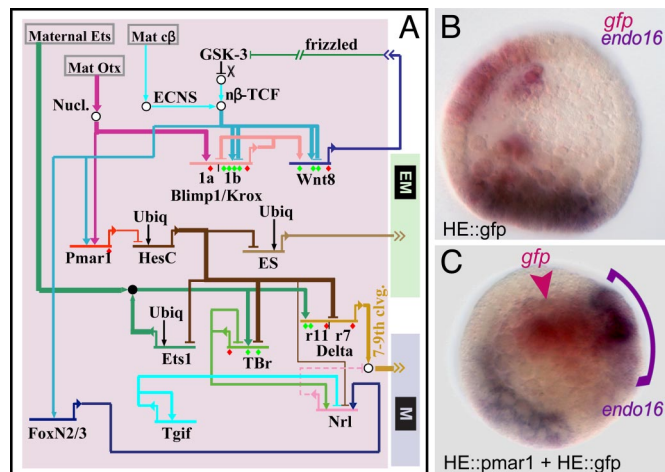 A
Maternal Ets
Mat cβ
Mat Otx
GSK-3
frizzled
Nucl.
ECNS
nβ-TCF
χ
1a
1b
Blimp1/Krox
Wnt8
EM
Ubiq
Ubiq
Pmar1
HesC
ES
Ubiq
Ets1
TBr
r11
r7
Delta
7-9th clvg.
M
FoxN2/3
Tgif
Nrl
B
gfp
endo16
HE::gfp
C
gfp
endo16
HE::pmar1 + HE::gfp